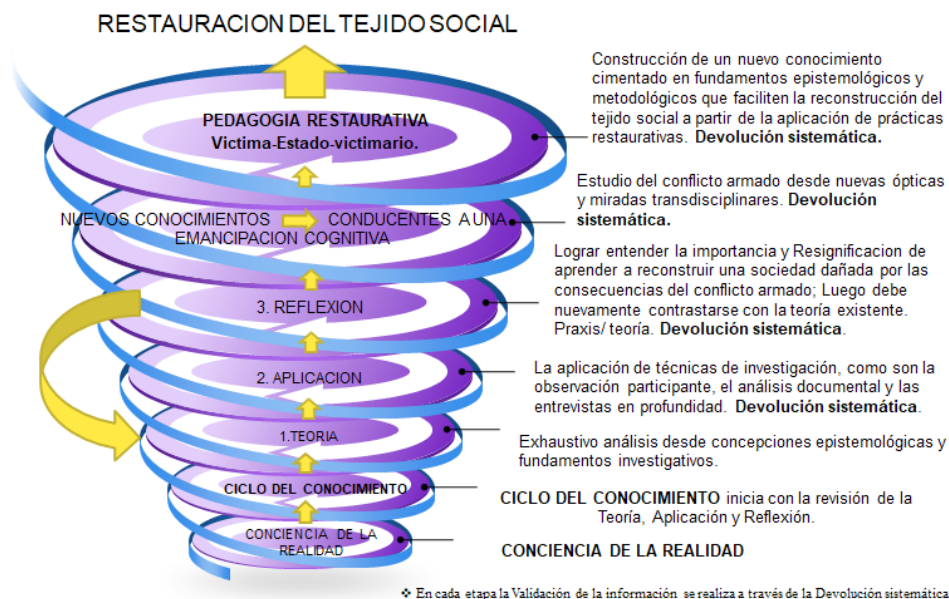 RESTAURACION DEL TEJIDO SOCIAL
PEDAGOGIA RESTAURATIVA
Victima-Estado-victimario.
Construcción de un nuevo conocimiento
cimentado en fundamentos epistemológicos y
metodológicos que faciliten la reconstrucción del
tejido social a partir de la aplicación de prácticas
restaurativas. Devolución sistemática.
NUEVOS CONOCIMIENTOS CONDUCENTES A UNA
EMANCIPACION COGNITIVA
Estudio del conflicto armado desde nuevas ópticas
y miradas transdisciplinares. Devolución
sistemática.
3. REFLEXION
Lograr entender la importancia y Resignificacion de
aprender a reconstruir una sociedad dañada por las
consecuencias del conflicto armado; Luego debe
nuevamente contrastarse con la teoría existente.
Praxis/ teoría. Devolución sistemática.
2. APLICACION
La aplicación de técnicas de investigación, como son la
observación participante, el análisis documental y las
entrevistas en profundidad. Devolución sistemática.
1.TEORIA
Exhaustivo análisis desde concepciones epistemológicas y
fundamentos investigativos.
CICLO DEL CONOCIMIENTO
CICLO DEL CONOCIMIENTO inicia con la revisión de la
Teoría, Aplicación y Reflexión.
CONCIENCIA DE LA
REALIDAD
CONCIENCIA DE LA REALIDAD
❖ En cada etapa la Validación de la información se realiza a través de la Devolución sistemática